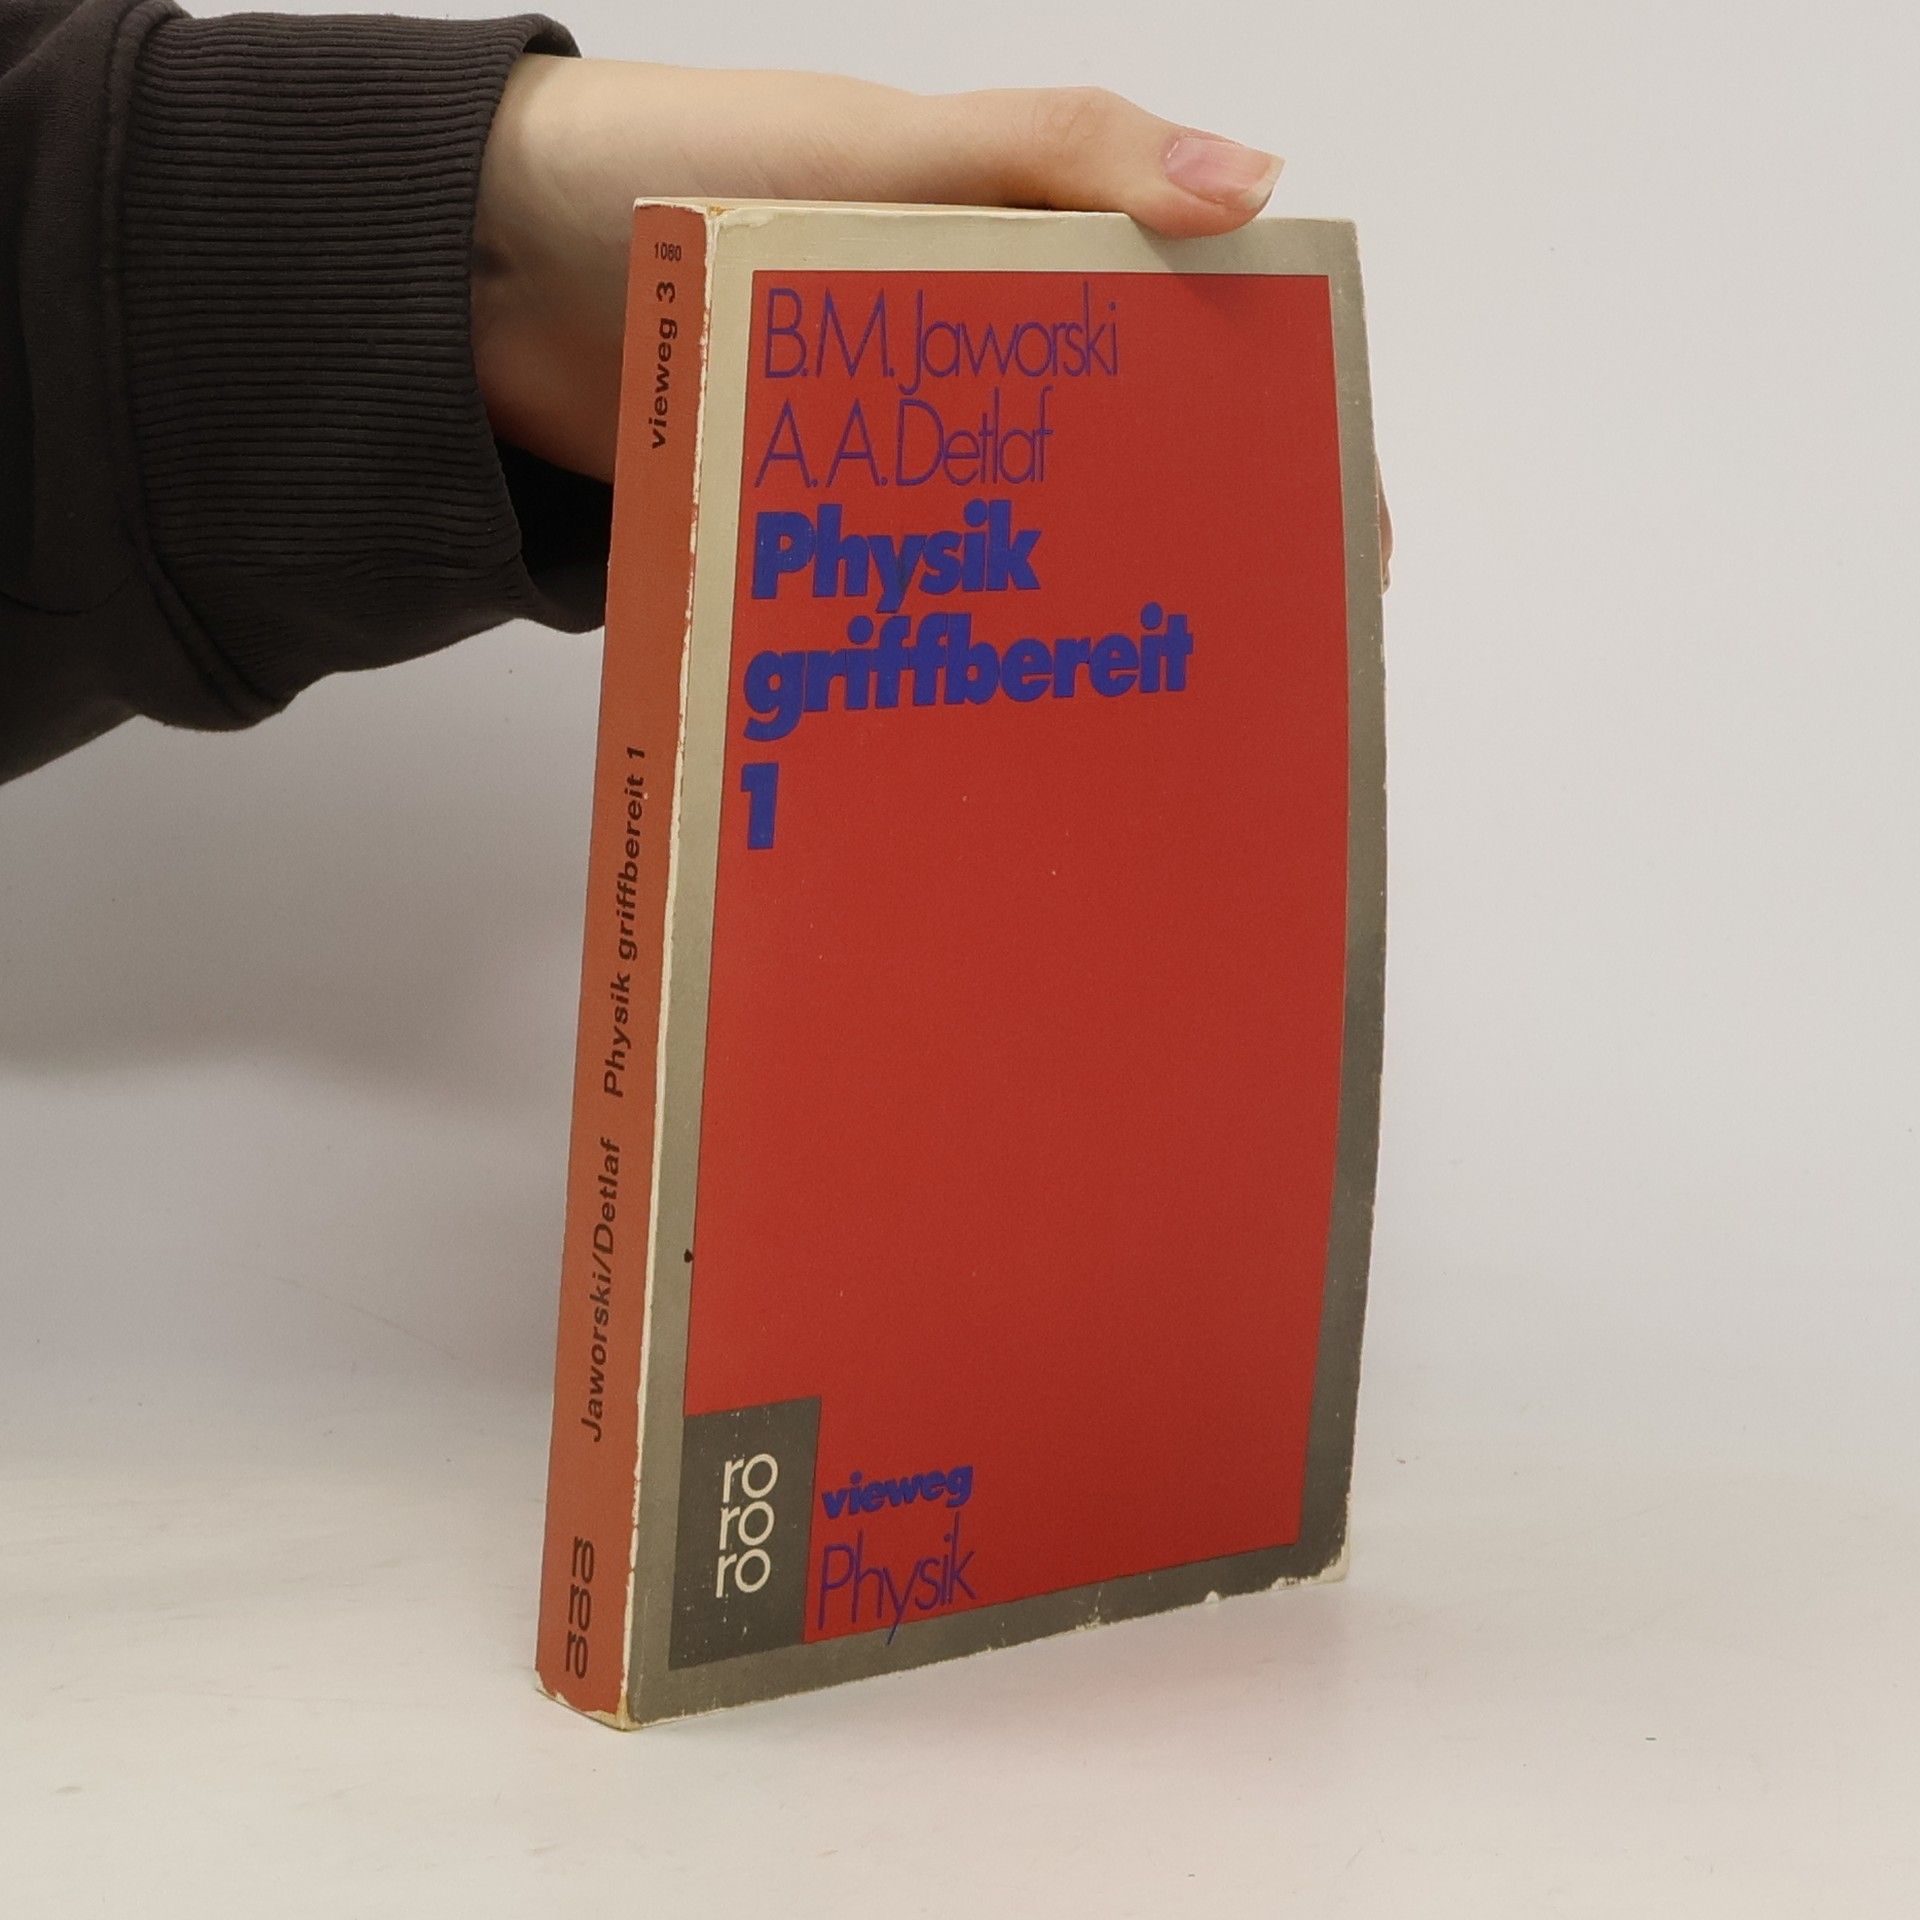 B.M. Jaworski
A.A. Detlaf
Physik
griffbereit
1
ro
ro
ro
vieweg
Physik
1080
Jaworski/Detlaf Physik griffbereit 1 vieweg 3
ro
ro
ro